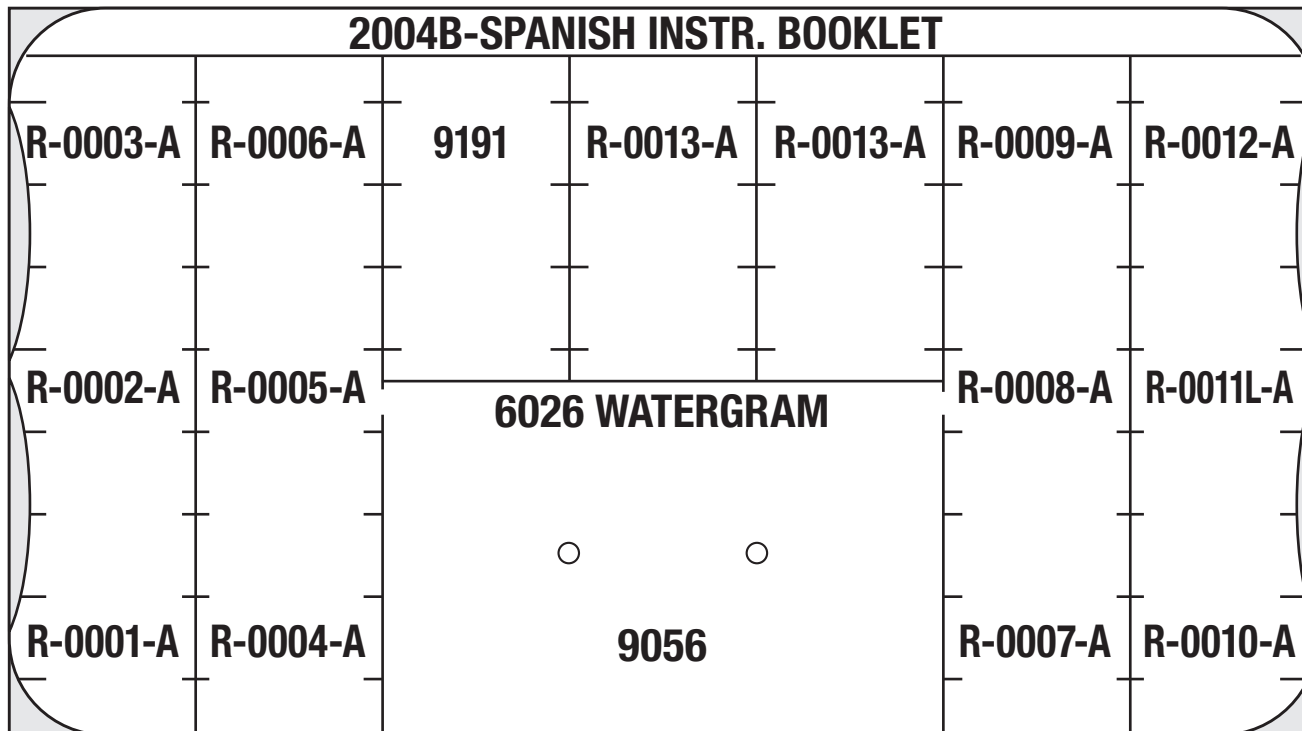 2004B-SPANISH INSTR. BOOKLET
R-0003-A R-0006-A 9191 R-0013-A R-0013-A R-0009-A R-0012-A
R-0002-A R-0005-A R-0008-A R-0011L-A
6026 WATERGRAM
R-0001-A R-0004-A 9056 R-0007-A R-0010-A